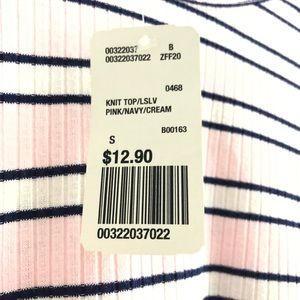 00322037 B
00322037022 ZFF20
0468
KNIT TOP/LSLV
PINK/NAVY/CREAM
B00163
S
$12.90
00322037022